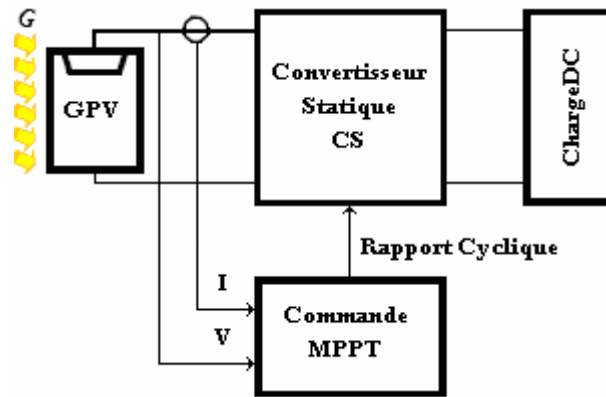 G
GPV
Convertisseur
Statique
CS
ChargeDC
Rapport Cyclique
I
V
Commande
MPPT